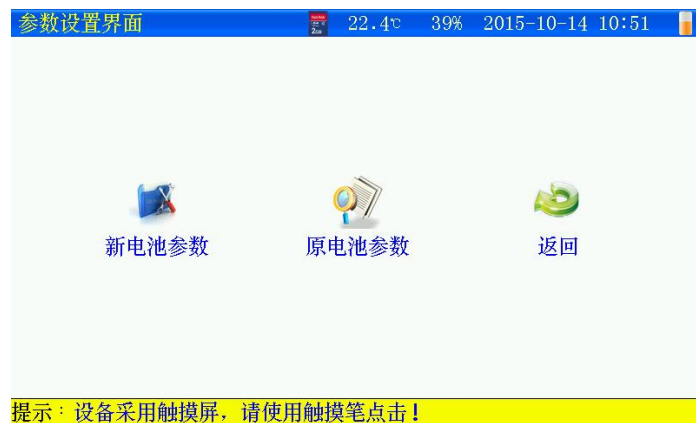 参数设置界面 22.4℃ 39% 2015-10-14 10:51
新电池参数 原电池参数 返回
提示：设备采用触摸屏，请使用触摸笔点击！